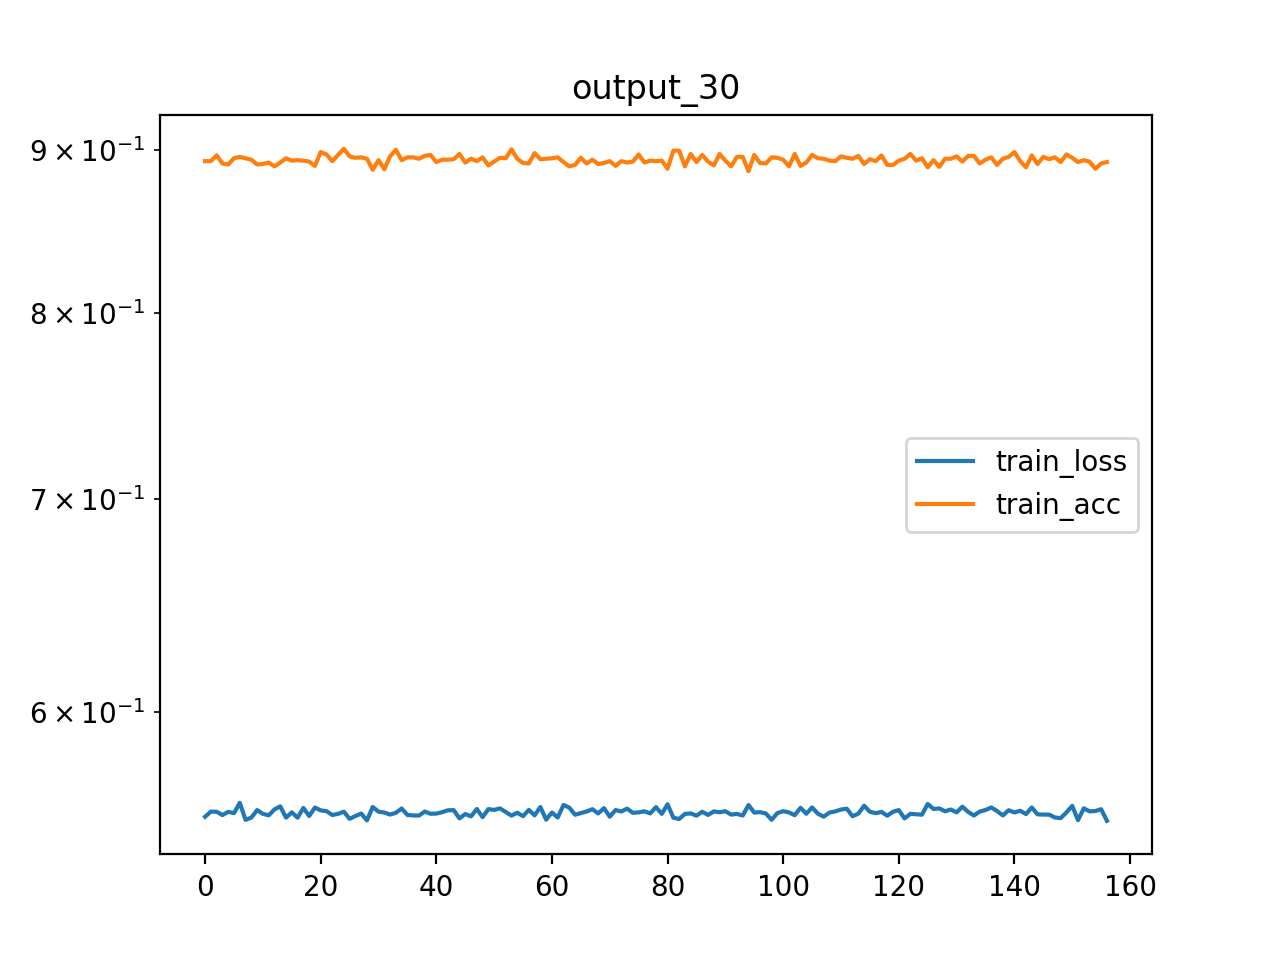 output_30
9 × 10⁻¹
8 × 10⁻¹
7 × 10⁻¹
6 × 10⁻¹
train_loss
train_acc
0 20 40 60 80 100 120 140 160